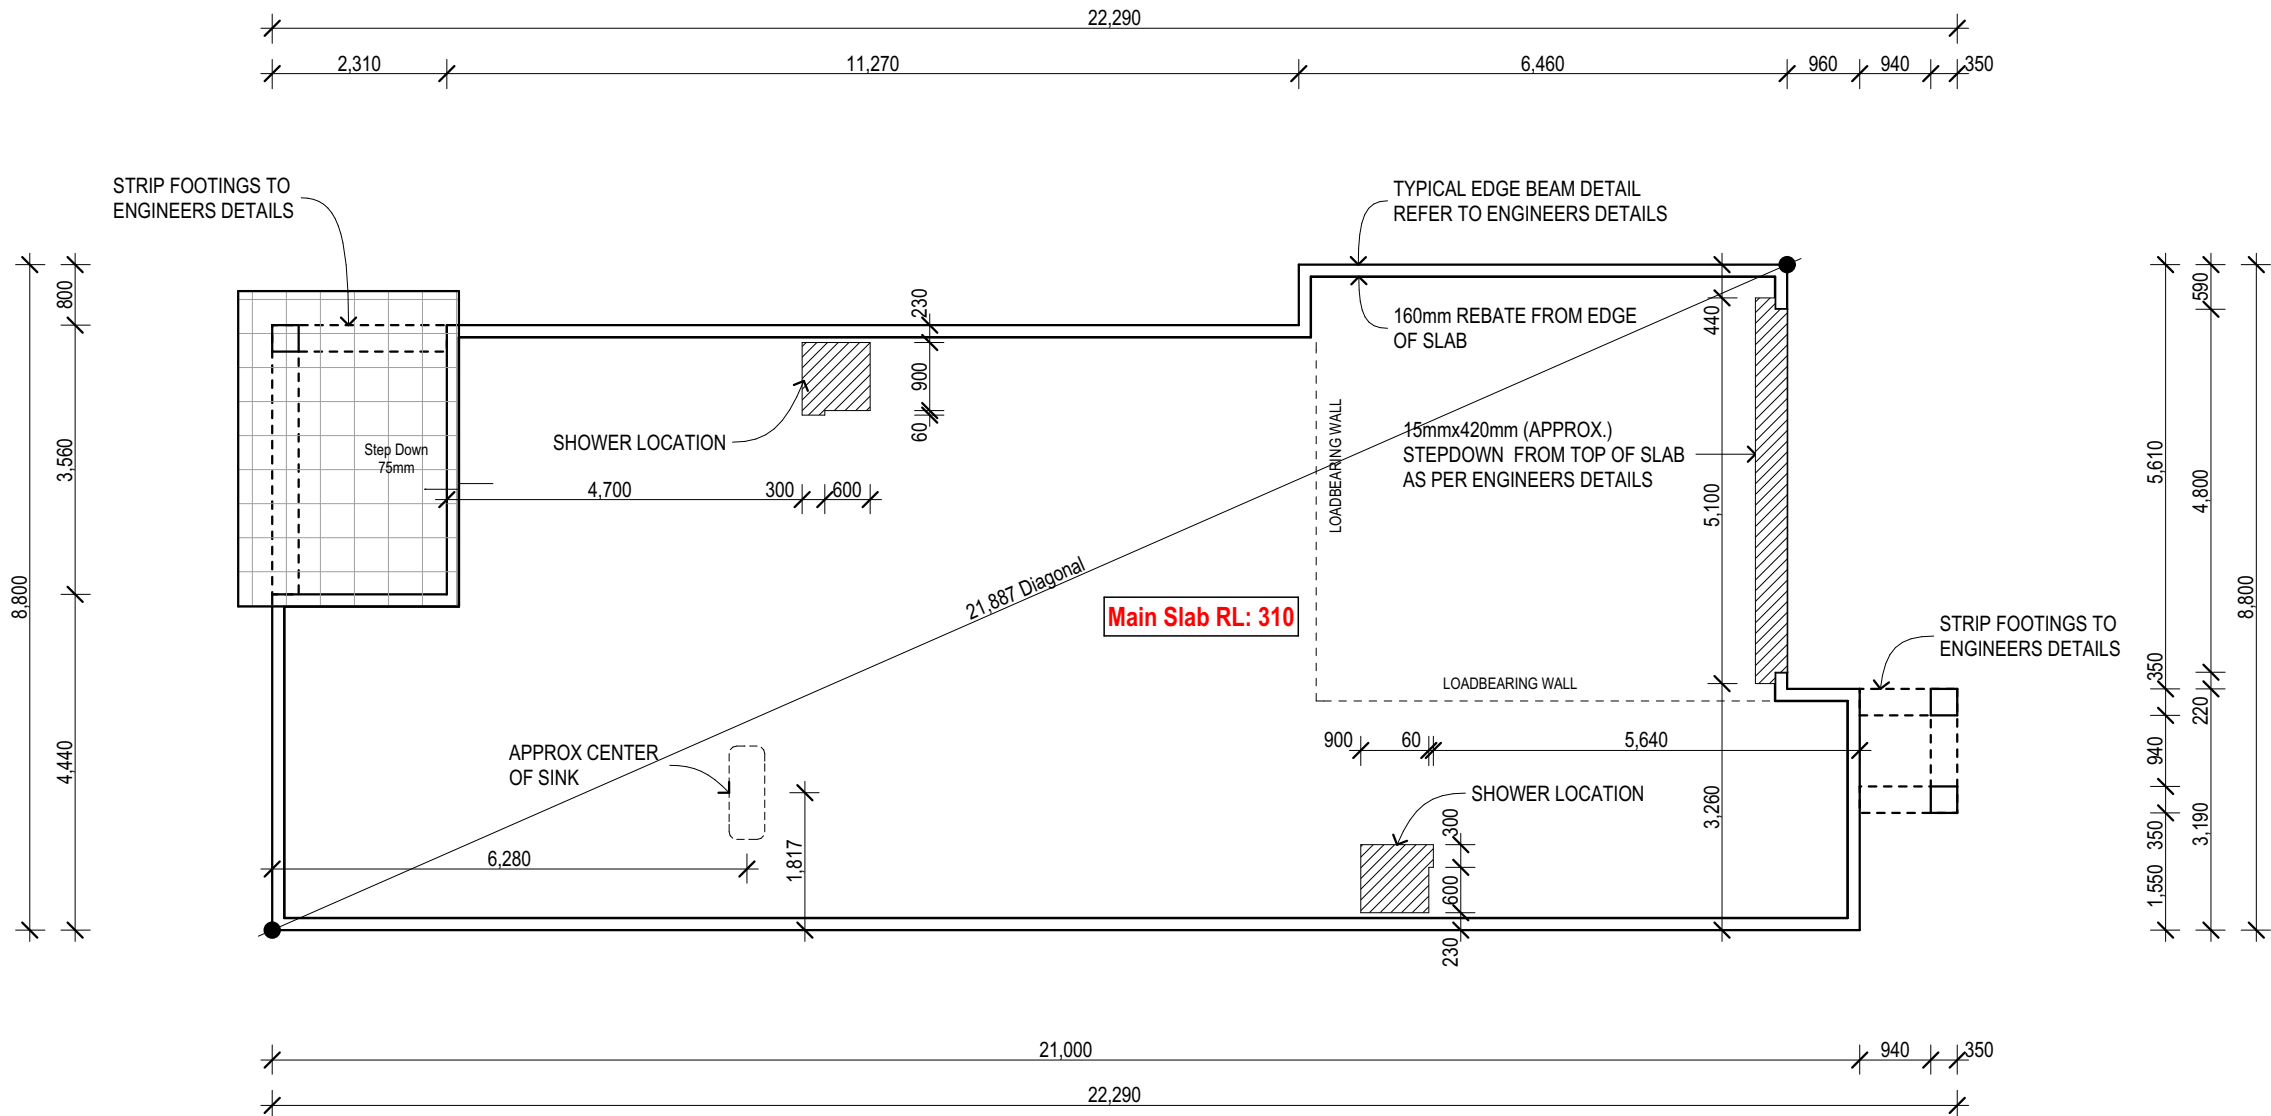 22,290
2,310
11,270
6,460
960
940
350
STRIP FOOTINGS TO
ENGINEERS DETAILS
TYPICAL EDGE BEAM DETAIL
REFER TO ENGINEERS DETAILS
800
3,560
4,440
8,800
230
900
60
440
160mm REBATE FROM EDGE
OF SLAB
590
4,800
5,610
8,800
Step Down
75mm
SHOWER LOCATION
4,700
300
600
LOADBEARING WALL
15mmx420mm (APPROX.)
STEPDOWN FROM TOP OF SLAB
AS PER ENGINEERS DETAILS
5,100
21,887 Diagonal
Main Slab RL: 310
STRIP FOOTINGS TO
ENGINEERS DETAILS
LOADBEARING WALL
350
220
900
60
5,640
940
APPROX CENTER
OF SINK
SHOWER LOCATION
3,260
300
600
230
350
3,190
1,550
6,280
1,817
21,000
940
350
22,290